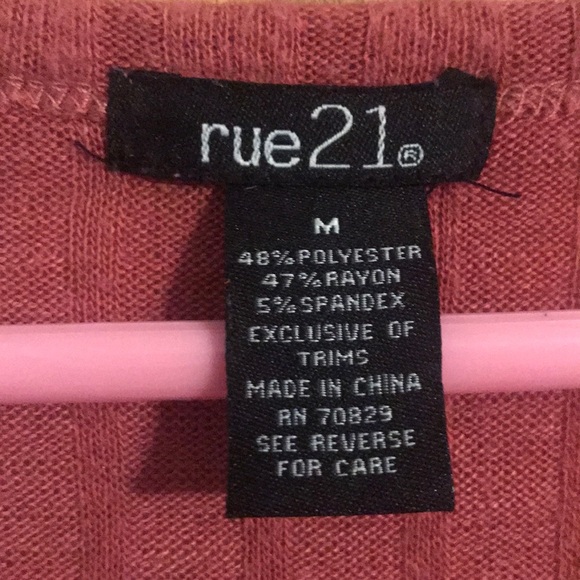 rue21®
M
48% POLYESTER
47% RAYON
5% SPANDEX
EXCLUSIVE OF
TRIMS
MADE IN CHINA
RN 70829
SEE REVERSE
FOR CARE